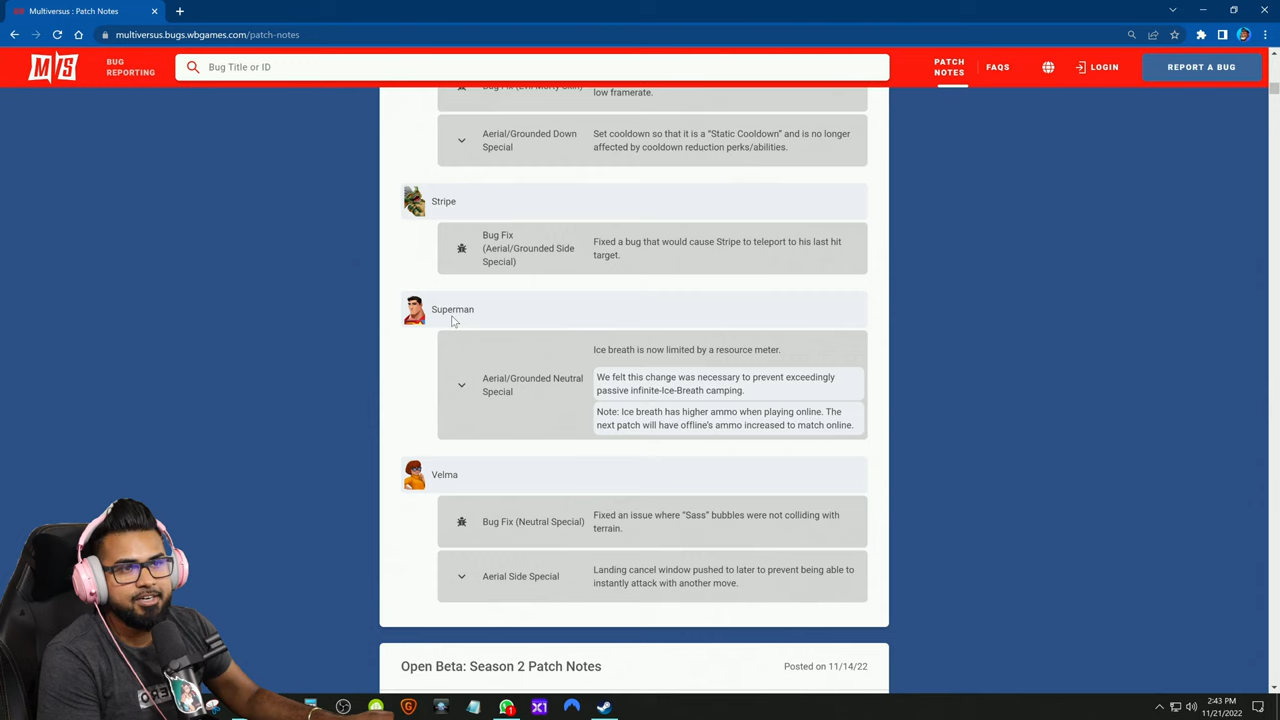 Multiversus : Patch Notes
multiversus.bugs.wbgames.com/patch-notes
M/S
BUG
REPORTING
Bug Title or ID
PATCH
NOTES
FAQS
LOGIN
REPORT A BUG
Bug Fix (Evil Morty Skin)
low framerate.
Aerial/Grounded Down
Special
Set cooldown so that it is a “Static Cooldown” and is no longer
affected by cooldown reduction perks/abilities.
Stripe
Bug Fix
(Aerial/Grounded Side
Special)
Fixed a bug that would cause Stripe to teleport to his last hit
target.
Superman
Aerial/Grounded Neutral
Special
Ice breath is now limited by a resource meter.
We felt this change was necessary to prevent exceedingly
passive infinite-Ice-Breath camping.
Note: Ice breath has higher ammo when playing online. The
next patch will have offline’s ammo increased to match online.
Velma
Bug Fix (Neutral Special)
Fixed an issue where “Sass” bubbles were not colliding with
terrain.
Aerial Side Special
Landing cancel window pushed to later to prevent being able to
instantly attack with another move.
Open Beta: Season 2 Patch Notes
Posted on 11/14/22
X1
2:43 PM
11/21/2022